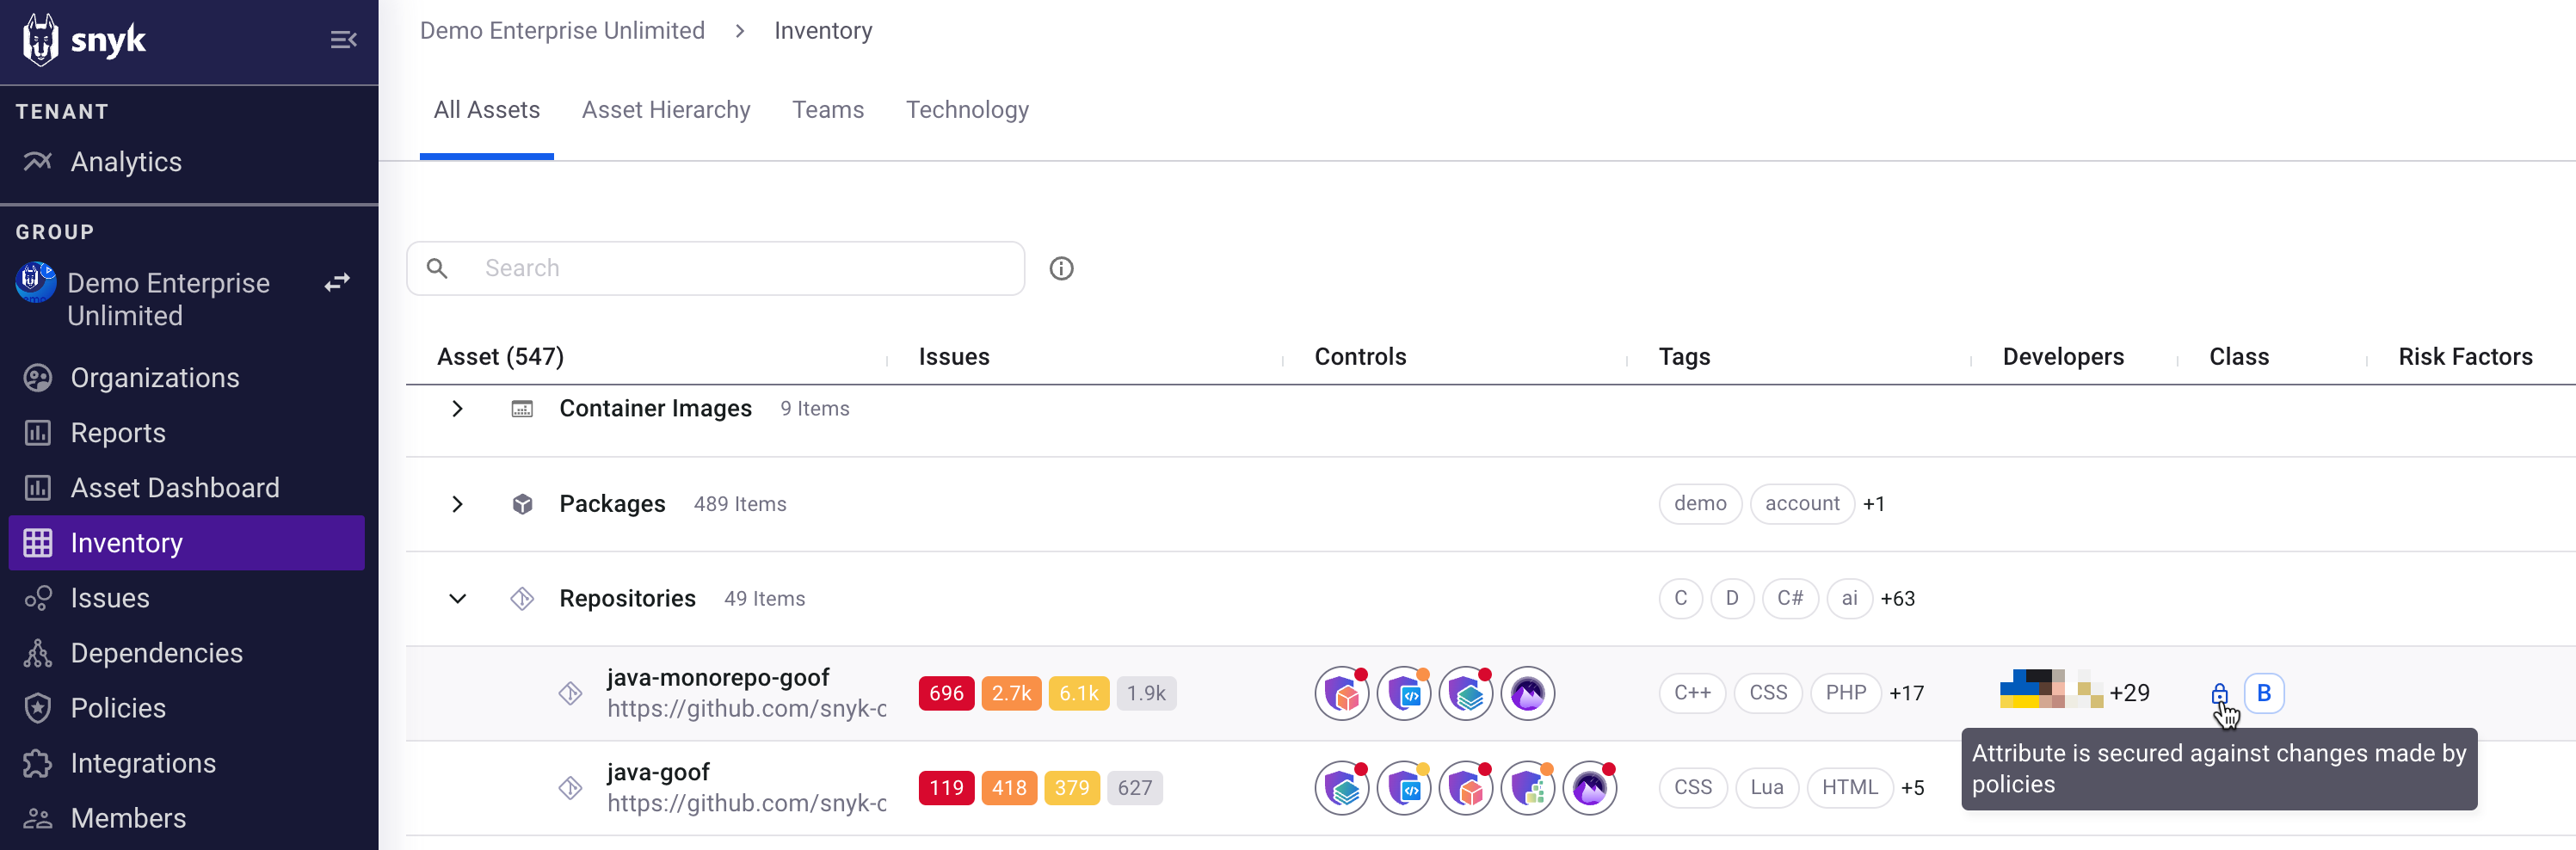 snyk
TENANT
Analytics
GROUP
Demo Enterprise
Unlimited
Organizations
Reports
Asset Dashboard
Inventory
Issues
Dependencies
Policies
Integrations
Members
Demo Enterprise Unlimited > Inventory
All Assets Asset Hierarchy Teams Technology
Search
Asset (547) Issues Controls Tags Developers Class Risk Factors
Container Images 9 Items
Packages 489 Items demo account +1
Repositories 49 Items C D C# ai +63
java-monorepo-goof
https://github.com/snyk-c
696 2.7k 6.1k 1.9k C++ CSS PHP +17 +29 B
java-goof
https://github.com/snyk-c
119 418 379 627 CSS Lua HTML +5
Attribute is secured against changes made by
policies